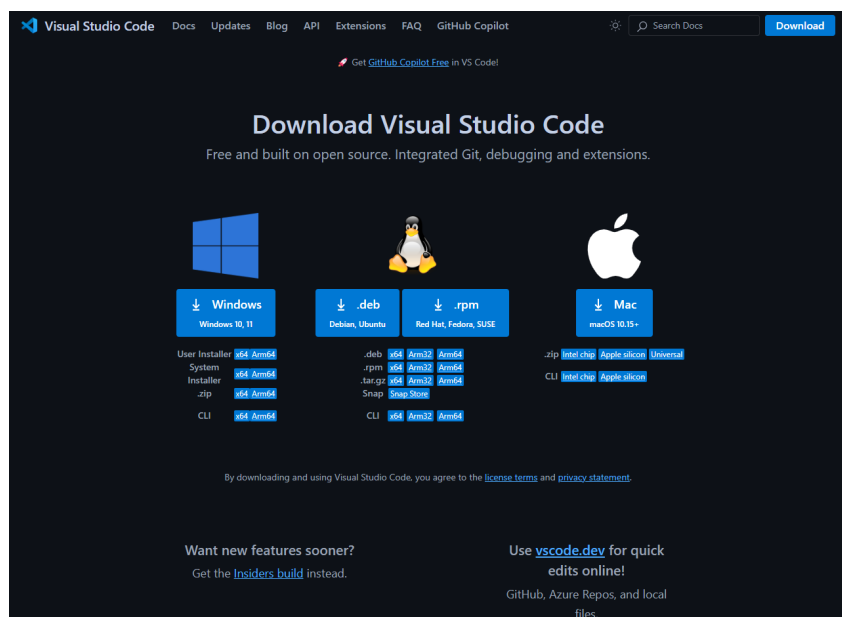 Visual Studio Code Docs Updates Blog API Extensions FAQ GitHub Copilot Search Docs Download
🚀 Get GitHub Copilot Free in VS Code!
Download Visual Studio Code
Free and built on open source. Integrated Git, debugging and extensions.
Windows
Windows 10, 11
User Installer x64 Arm64
System
Installer x64 Arm64
.zip x64 Arm64
CLI x64 Arm64
.deb
Debian, Ubuntu
.rpm
Red Hat, Fedora, SUSE
.deb x64 Arm32 Arm64
.rpm x64 Arm32 Arm64
.tar.gz x64 Arm32 Arm64
Snap Snap Store
CLI x64 Arm32 Arm64
Mac
macOS 10.15+
.zip Intel chip Apple silicon Universal
CLI Intel chip Apple silicon
By downloading and using Visual Studio Code, you agree to the license terms and privacy statement.
Want new features sooner?
Get the Insiders build instead.
Use vscode.dev for quick
edits online!
GitHub, Azure Repos, and local
files.